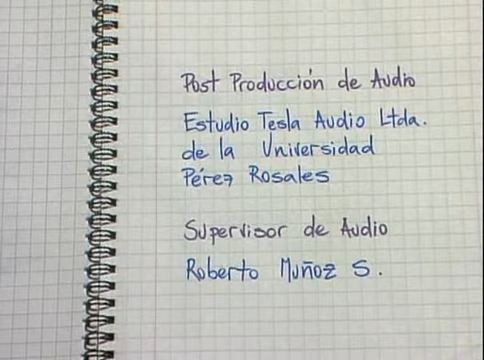 Post Producción de Audio
Estudio Tesla Audio Ltda.
de la Universidad
Pérez Rosales
Supervisor de Audio
Roberto Muñoz S.